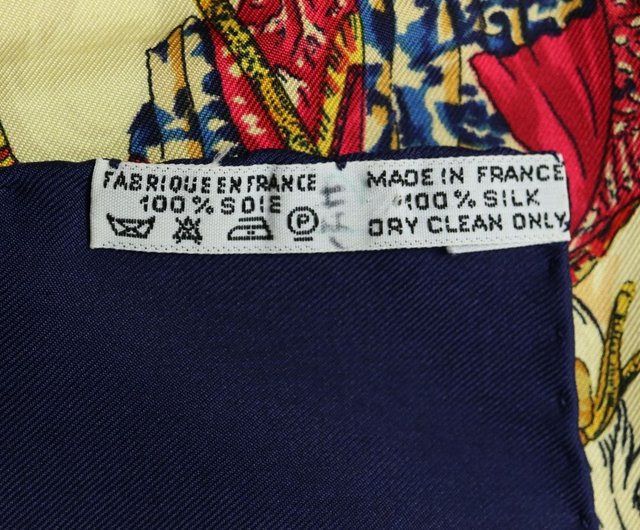 FABRIQUE EN FRANCE
100% SOIE
P
MADE IN FRANCE
100% SILK
DRY CLEAN ONLY